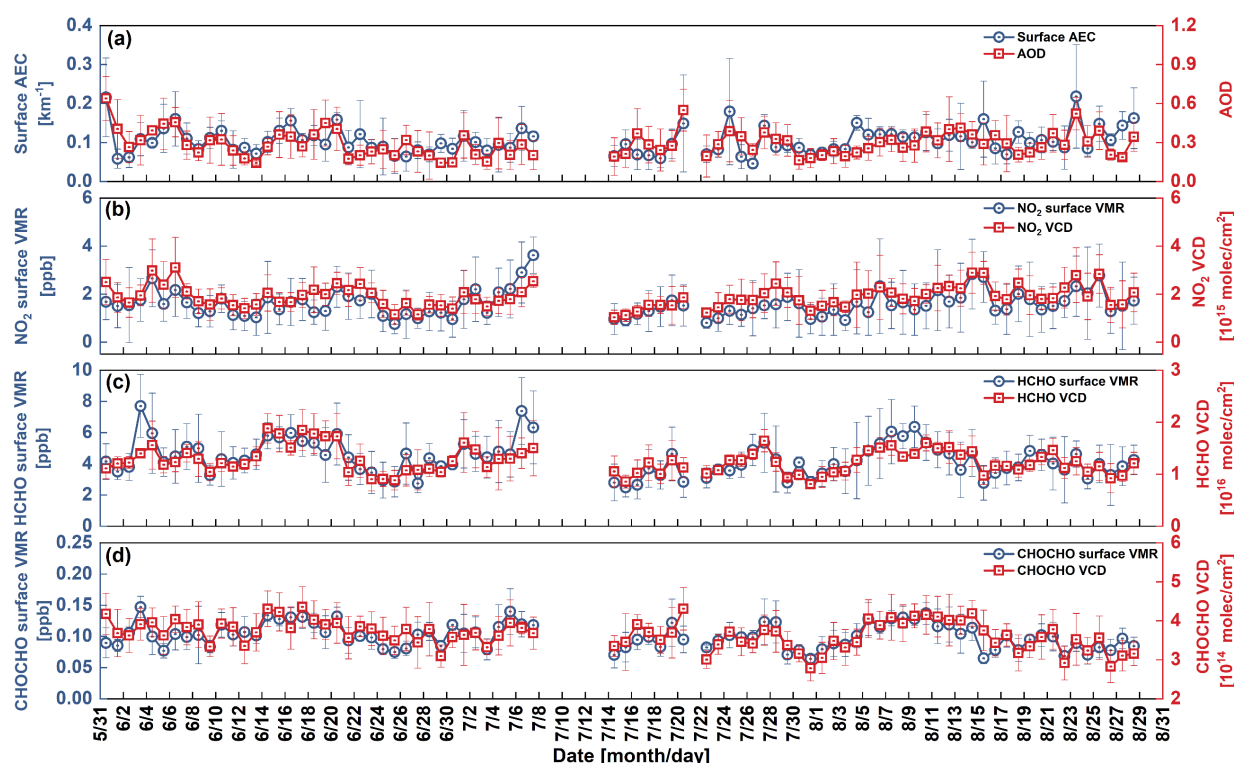 (a)
Surface AEC
[km⁻¹]
0.4
0.3
0.2
0.1
0.0
Surface AEC
AOD
1.2
0.9
0.6
0.3
0.0
AOD
(b)
NO₂ surface VMR
[ppb]
6
4
2
0
NO₂ surface VMR
NO₂ VCD
6
5
4
3
2
1
0
NO₂ VCD
[10¹⁵ molec/cm²]
(c)
HCHO surface VMR
[ppb]
10
8
6
4
2
0
HCHO surface VMR
HCHO VCD
3
2
1
0
HCHO VCD
[10¹⁶ molec/cm²]
(d)
CHOCHO surface VMR
[ppb]
0.25
0.20
0.15
0.10
0.05
0.00
CHOCHO surface VMR
CHOCHO VCD
6
5
4
3
2
CHOCHO VCD
[10¹⁴ molec/cm²]
5/31 6/2 6/4 6/6 6/8 6/10 6/12 6/14 6/16 6/18 6/20 6/22 6/24 6/26 6/28 6/30 7/2 7/4 7/6 7/8 7/10 7/12 7/14 7/16 7/18 7/20 7/22 7/24 7/26 7/28 7/30 8/1 8/3 8/5 8/7 8/9 8/11 8/13 8/15 8/17 8/19 8/21 8/23 8/25 8/27 8/29 8/31
Date [month/day]